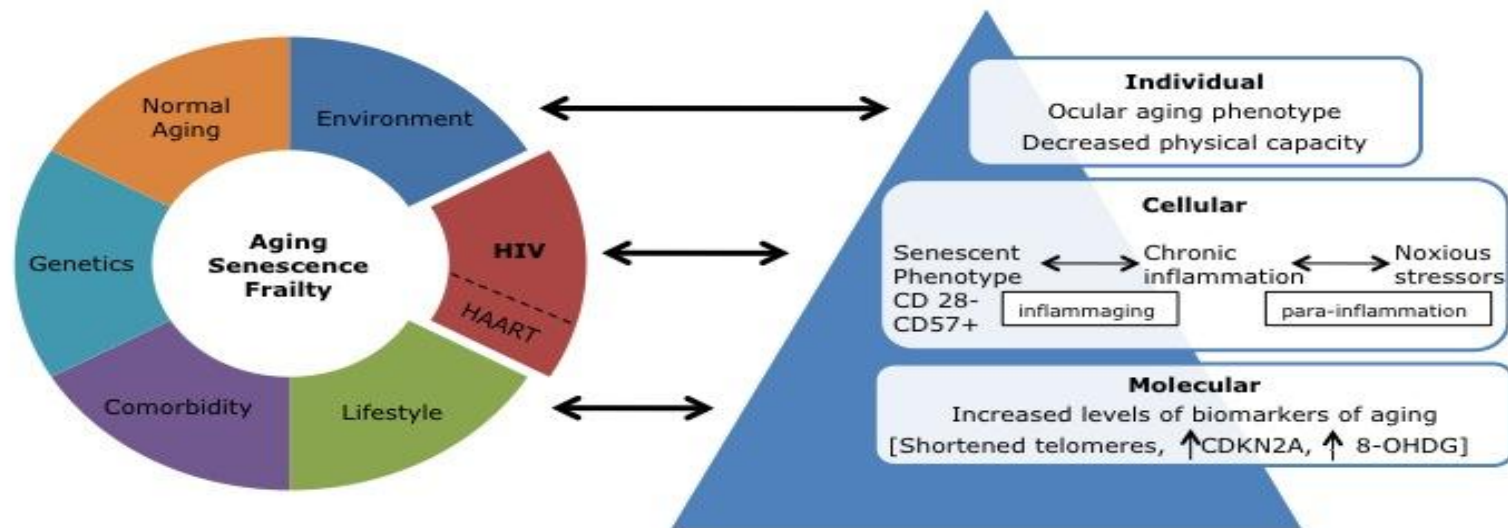 Normal
Aging
Environment
Genetics
Aging
Senescence
Frailty
HIV
HAART
Comorbidity
Lifestyle
Individual
Ocular aging phenotype
Decreased physical capacity
Cellular
Senescent
Phenotype
CD 28-
CD57+
Chronic
inflammation
Noxious
stressors
inflammaging
para-inflammation
Molecular
Increased levels of biomarkers of aging
[Shortened telomeres, ↑CDKN2A, ↑ 8-OHDG]